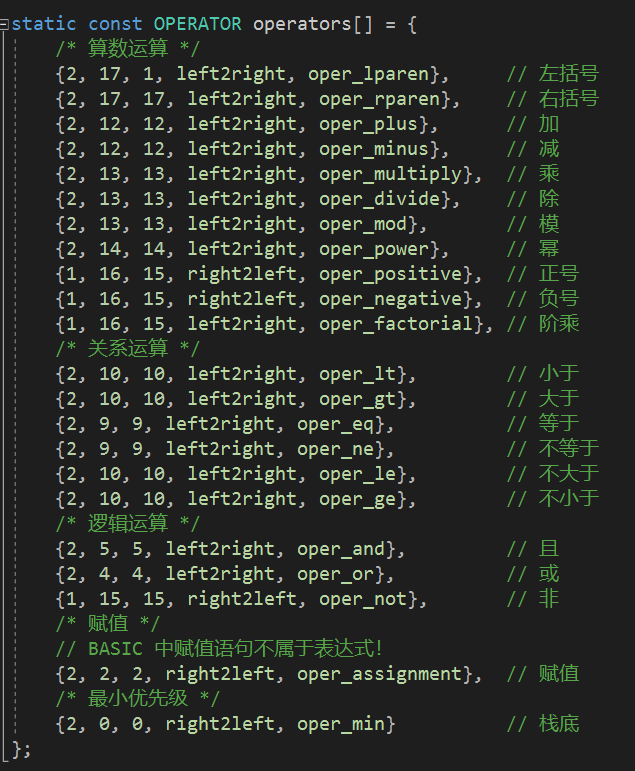 static const OPERATOR operators[] = {
/* 算数运算 */
{2, 17, 1, left2right, oper_lparen}, // 左括号
{2, 17, 17, left2right, oper_rparen}, // 右括号
{2, 12, 12, left2right, oper_plus}, // 加
{2, 12, 12, left2right, oper_minus}, // 减
{2, 13, 13, left2right, oper_multiply}, // 乘
{2, 13, 13, left2right, oper_divide}, // 除
{2, 13, 13, left2right, oper_mod}, // 模
{2, 14, 14, left2right, oper_power}, // 幂
{1, 16, 15, right2left, oper_positive}, // 正号
{1, 16, 15, right2left, oper_negative}, // 负号
{1, 16, 15, left2right, oper_factorial}, // 阶乘
/* 关系运算 */
{2, 10, 10, left2right, oper_lt}, // 小于
{2, 10, 10, left2right, oper_gt}, // 大于
{2, 9, 9, left2right, oper_eq}, // 等于
{2, 9, 9, left2right, oper_ne}, // 不等于
{2, 10, 10, left2right, oper_le}, // 不大于
{2, 10, 10, left2right, oper_ge}, // 不小于
/* 逻辑运算 */
{2, 5, 5, left2right, oper_and}, // 且
{2, 4, 4, left2right, oper_or}, // 或
{1, 15, 15, right2left, oper_not}, // 非
/* 赋值 */
// BASIC 中赋值语句不属于表达式!
{2, 2, 2, right2left, oper_assignment}, // 赋值
/* 最小优先级 */
{2, 0, 0, right2left, oper_min} // 栈底
};